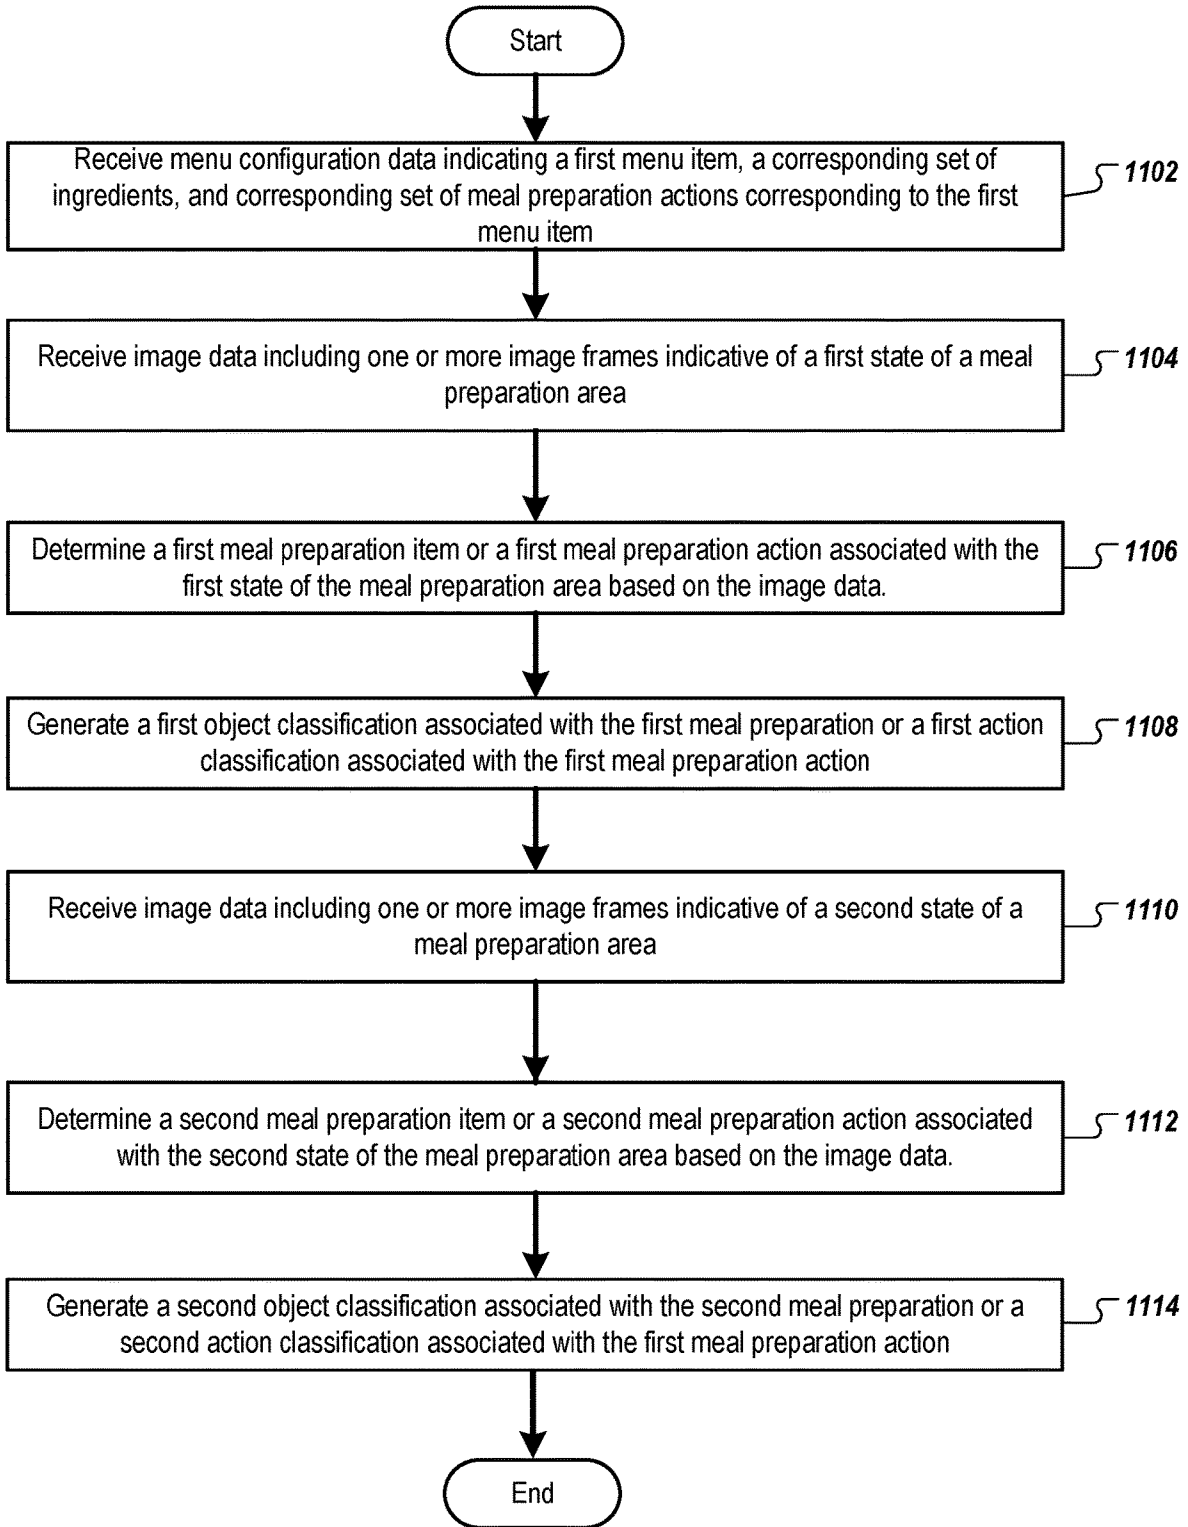 Start
Receive menu configuration data indicating a first menu item, a corresponding set of
ingredients, and corresponding set of meal preparation actions corresponding to the first
menu item
1102
Receive image data including one or more image frames indicative of a first state of a meal
preparation area
1104
Determine a first meal preparation item or a first meal preparation action associated with the
first state of the meal preparation area based on the image data.
1106
Generate a first object classification associated with the first meal preparation or a first action
classification associated with the first meal preparation action
1108
Receive image data including one or more image frames indicative of a second state of a
meal preparation area
1110
Determine a second meal preparation item or a second meal preparation action associated
with the second state of the meal preparation area based on the image data.
1112
Generate a second object classification associated with the second meal preparation or a
second action classification associated with the first meal preparation action
1114
End